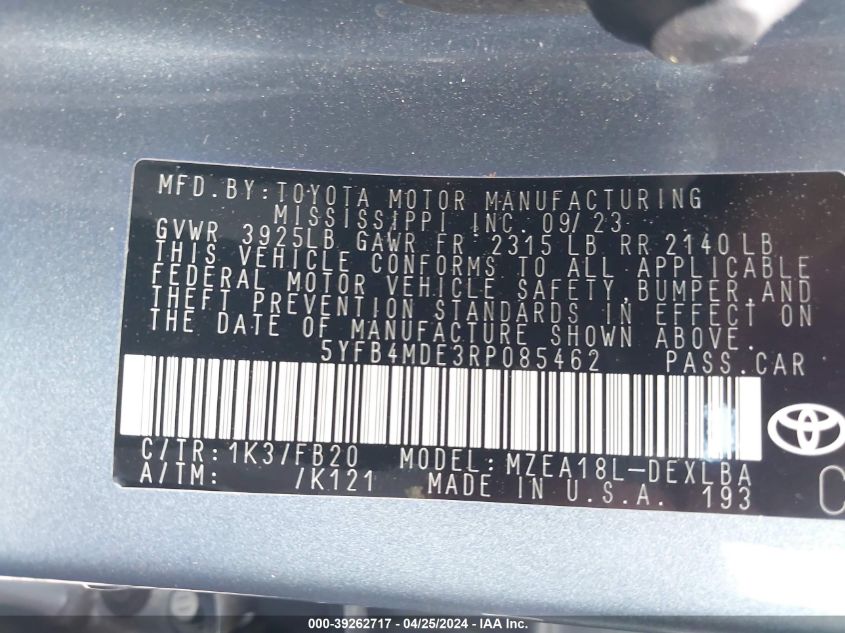 MFD.BY:TOYOTA MOTOR MANUFACTURING
MISSISSIPPI INC. 09/23
GVWR 3925LB GAWR FR 2315 LB RR 2140 LB
THIS VEHICLE CONFORMS TO ALL APPLICABLE
FEDERAL MOTOR VEHICLE SAFETY,BUMPER,AND
THEFT PREVENTION STANDARDS IN EFFECT ON
THE DATE OF MANUFACTURE SHOWN ABOVE.
5YFB4MDE3RP085462 PASS.CAR
C/TR:1K3/FB20 MODEL:MZEA18L-DEXLBA
A/TM: /K121 MADE IN U.S.A. 193
C
000-39262717 - 04/25/2024 - IAA Inc.